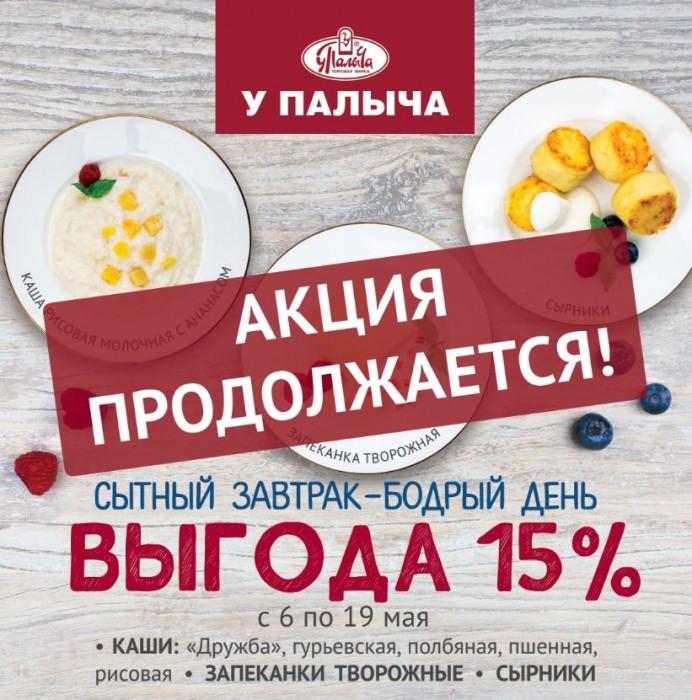 У Палыча
ТОРГОВАЯ МАРКА
У ПАЛЫЧА
КАША РИСОВАЯ МОЛОЧНАЯ С АНАНАСОМ
СЫРНИКИ
АКЦИЯ
ПРОДОЛЖАЕТСЯ!
ЗАПЕКАНКА ТВОРОЖНАЯ
СЫТНЫЙ ЗАВТРАК-БОДРЫЙ ДЕНЬ
ВЫГОДА 15%
с 6 по 19 мая
• КАШИ: «Дружба», гурьевская, полбяная, пшенная,
рисовая • ЗАПЕКАНКИ ТВОРОЖНЫЕ • СЫРНИКИ